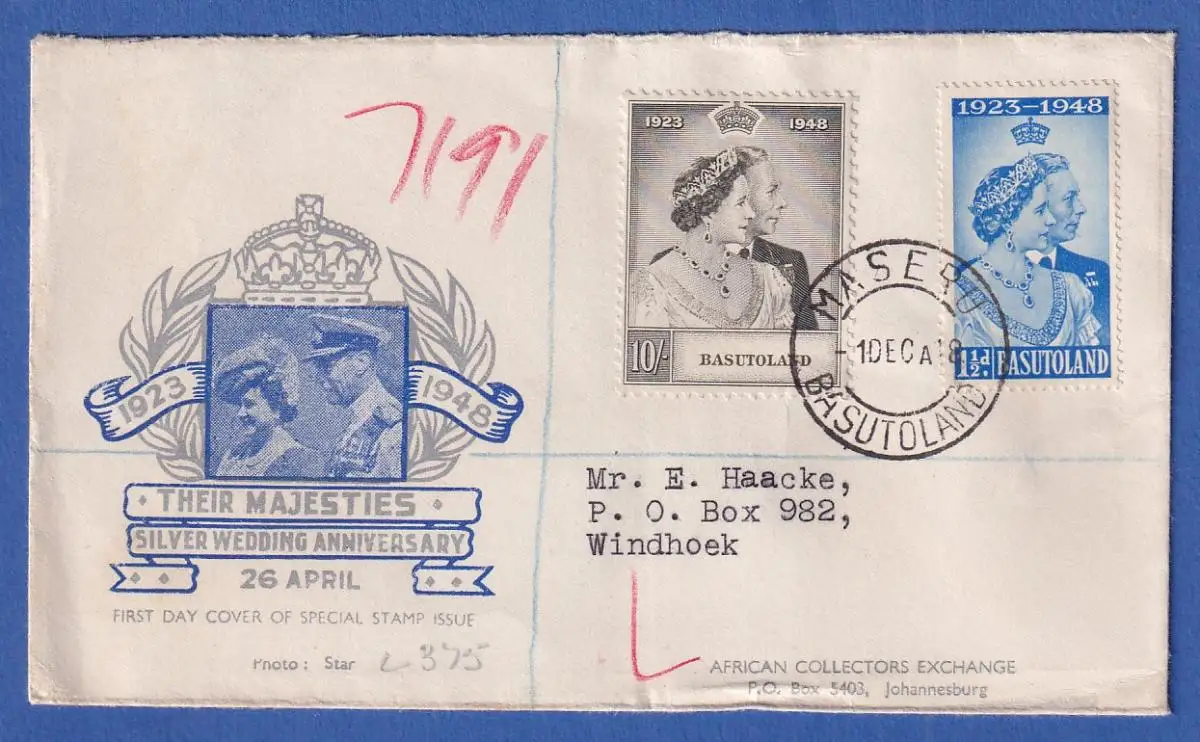 7191
1923 1948
10/- BASUTOLAND
1923-1948
1½d. BASUTOLAND
MASERU
-1DEC A 48
BASUTOLAND
1923 1948
THEIR MAJESTIES
SILVER WEDDING ANNIVERSARY
26 APRIL
FIRST DAY COVER OF SPECIAL STAMP ISSUE
Photo: Star
L 375
Mr. E. Haacke,
P. O. Box 982,
Windhoek
L
AFRICAN COLLECTORS EXCHANGE
P.O. Box 5403, Johannesburg